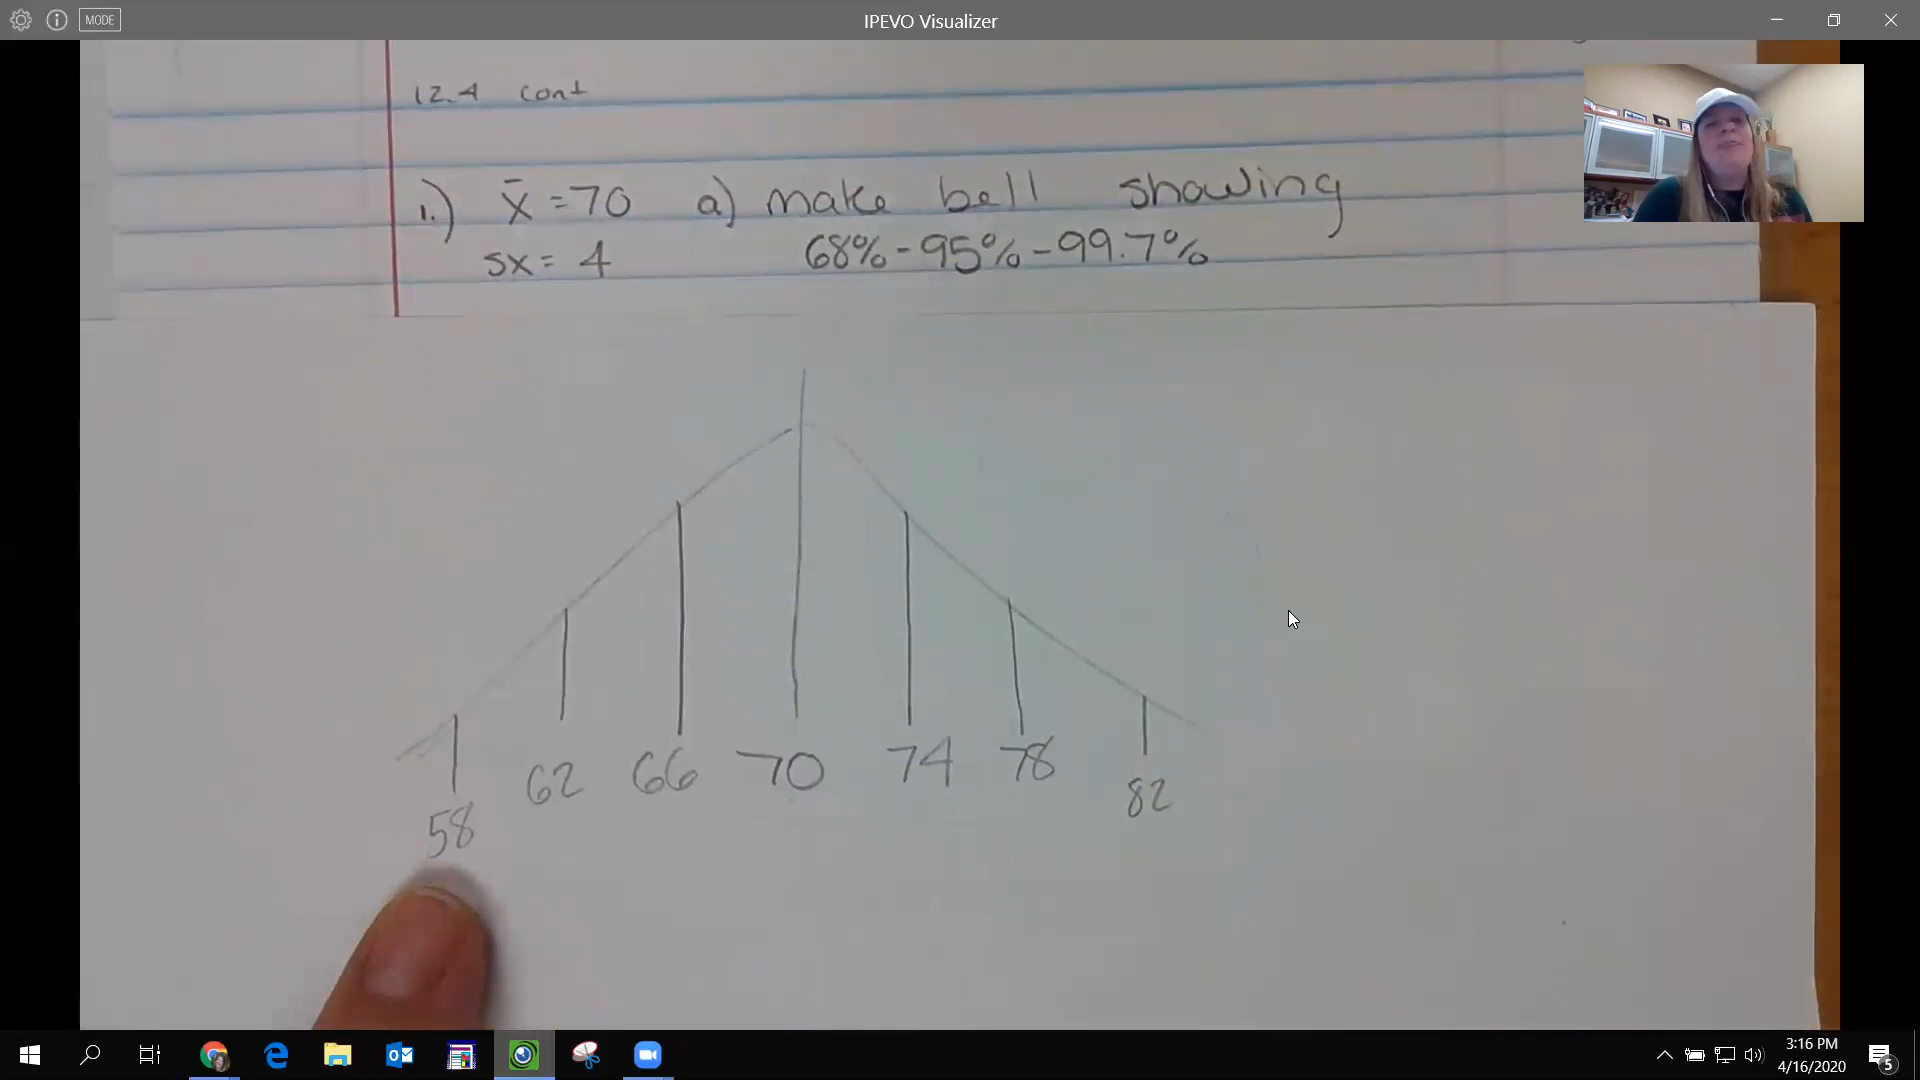 MODE
IPEVO Visualizer
12.4 cont
1.) x̄ = 70 a) make bell showing
sx = 4 68% - 95% - 99.7%
58 62 66 70 74 78 82
3:16 PM
4/16/2020
5